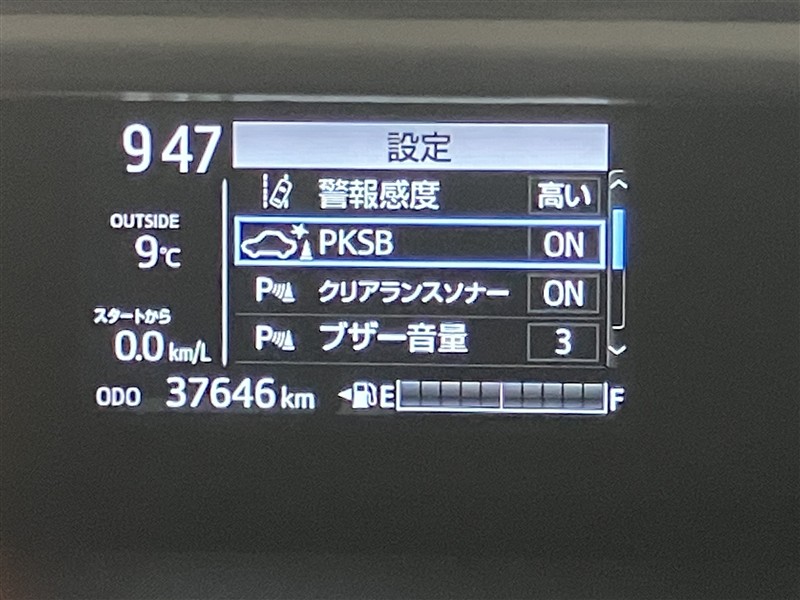 9 47
設定
警報感度 高い
OUTSIDE
9℃
PKSB ON
P クリアランスソナー ON
スタートから
0.0 km/L
P ブザー音量 3
ODO 37646 km
E F